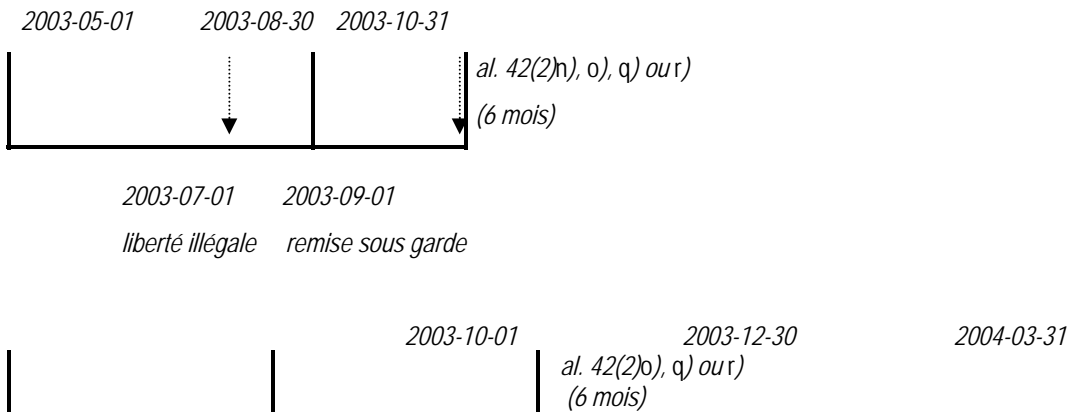 2003-05-01 2003-08-30 2003-10-31
al. 42(2)n), o), q) ou r)
(6 mois)
2003-07-01 2003-09-01
liberté illégale remise sous garde
2003-10-01 2003-12-30 2004-03-31
al. 42(2)o), q) ou r)
(6 mois)